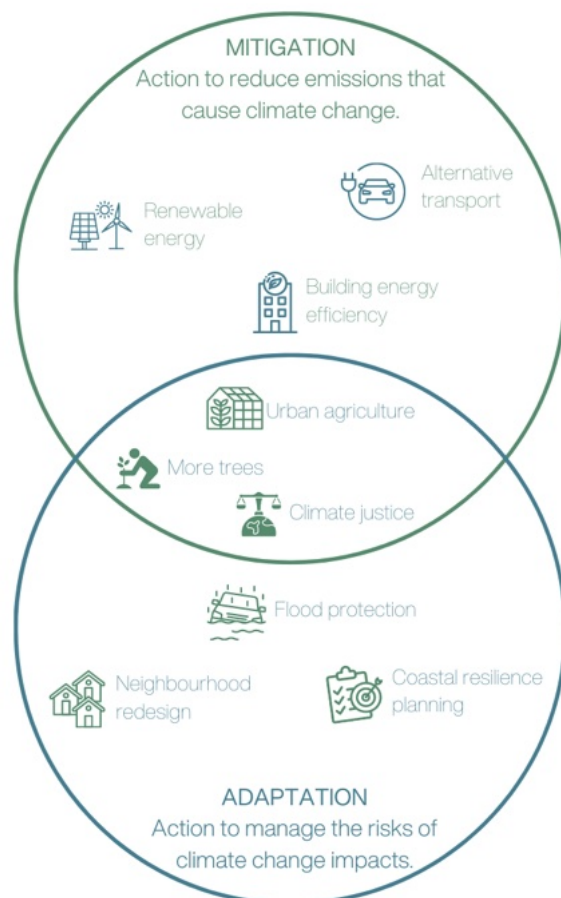 MITIGATION
Action to reduce emissions that
cause climate change.
Alternative
transport
Renewable
energy
Building energy
efficiency
Urban agriculture
More trees
Climate justice
Flood protection
Neighbourhood
redesign
Coastal resilience
planning
ADAPTATION
Action to manage the risks of
climate change impacts.